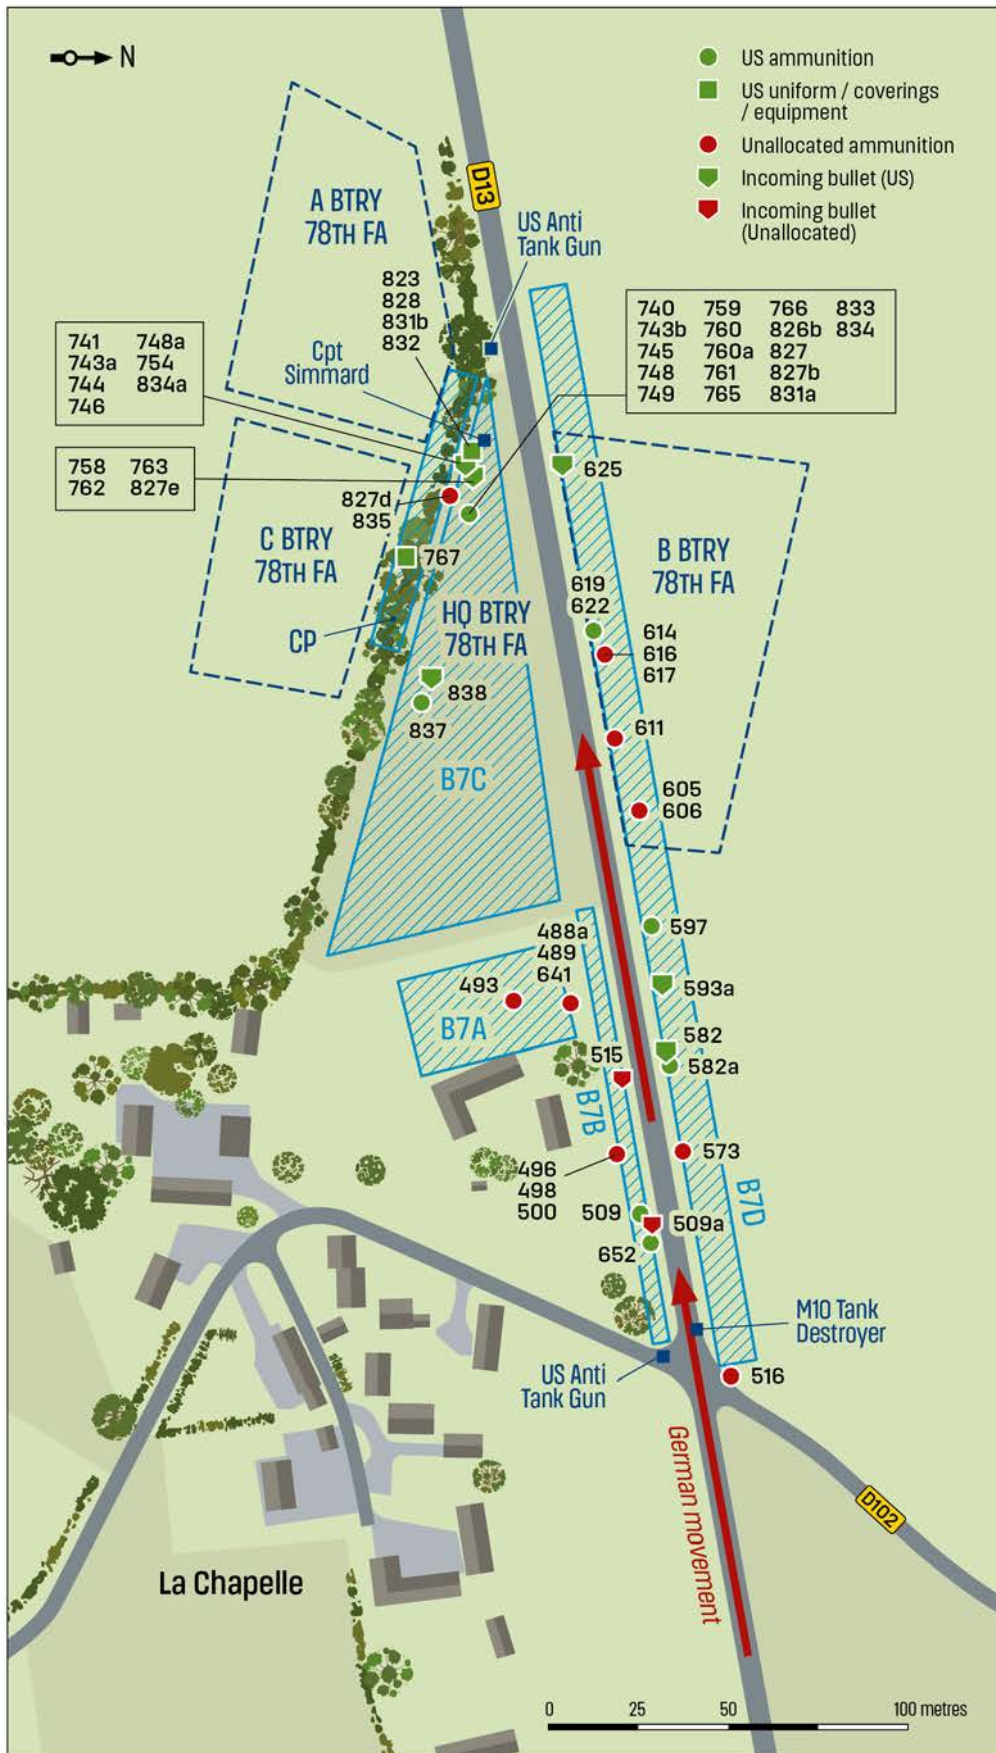 N
US ammunition
US uniform / coverings
/ equipment
Unallocated ammunition
Incoming bullet (US)
Incoming bullet
(Unallocated)
D13
A BTRY
78TH FA
US Anti
Tank Gun
823
828
831b
832
Cpt
Simmard
741 748a
743a 754
744 834a
746
740 759 766 833
743b 760 826b 834
745 760a 827
748 761 827b
749 765 831a
758 763
762 827e
827d
835
625
C BTRY
78TH FA
767
B BTRY
78TH FA
CP
HQ BTRY
78TH FA
619
622
614
616
617
838
837
611
B7C
605
606
597
488a
489
641
493
593a
B7A
582
582a
515
B7B
573
496
498
500
509
509a
B7D
652
M10 Tank
Destroyer
US Anti
Tank Gun
516
German movement
D102
La Chapelle
0 25 50 100 metres